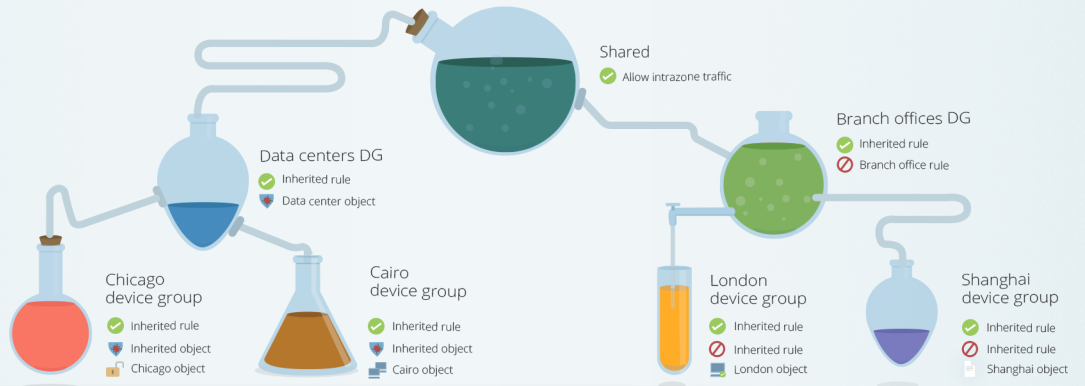 Shared
Allow intrazone traffic
Branch offices DG
Inherited rule
Branch office rule
Data centers DG
Inherited rule
Data center object
Chicago
device group
Inherited rule
Inherited object
Chicago object
Cairo
device group
Inherited rule
Inherited object
Cairo object
London
device group
Inherited rule
Inherited rule
London object
Shanghai
device group
Inherited rule
Inherited rule
Shanghai object